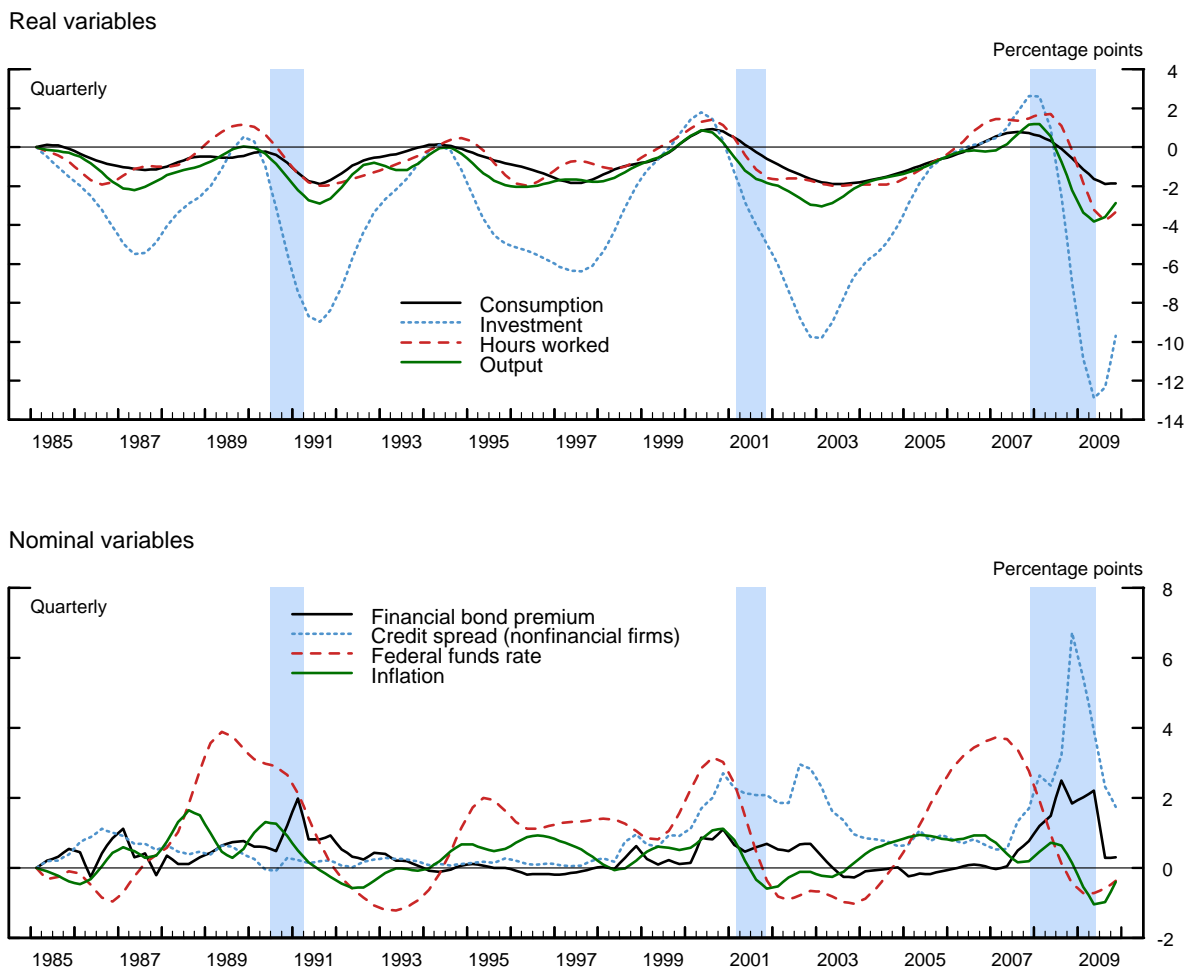 Real variables
Percentage points
Quarterly
4
2
0
-2
-4
-6
-8
-10
-12
-14
Consumption
Investment
Hours worked
Output
1985 1987 1989 1991 1993 1995 1997 1999 2001 2003 2005 2007 2009
Nominal variables
Percentage points
Quarterly
8
6
4
2
0
-2
Financial bond premium
Credit spread (nonfinancial firms)
Federal funds rate
Inflation
1985 1987 1989 1991 1993 1995 1997 1999 2001 2003 2005 2007 2009